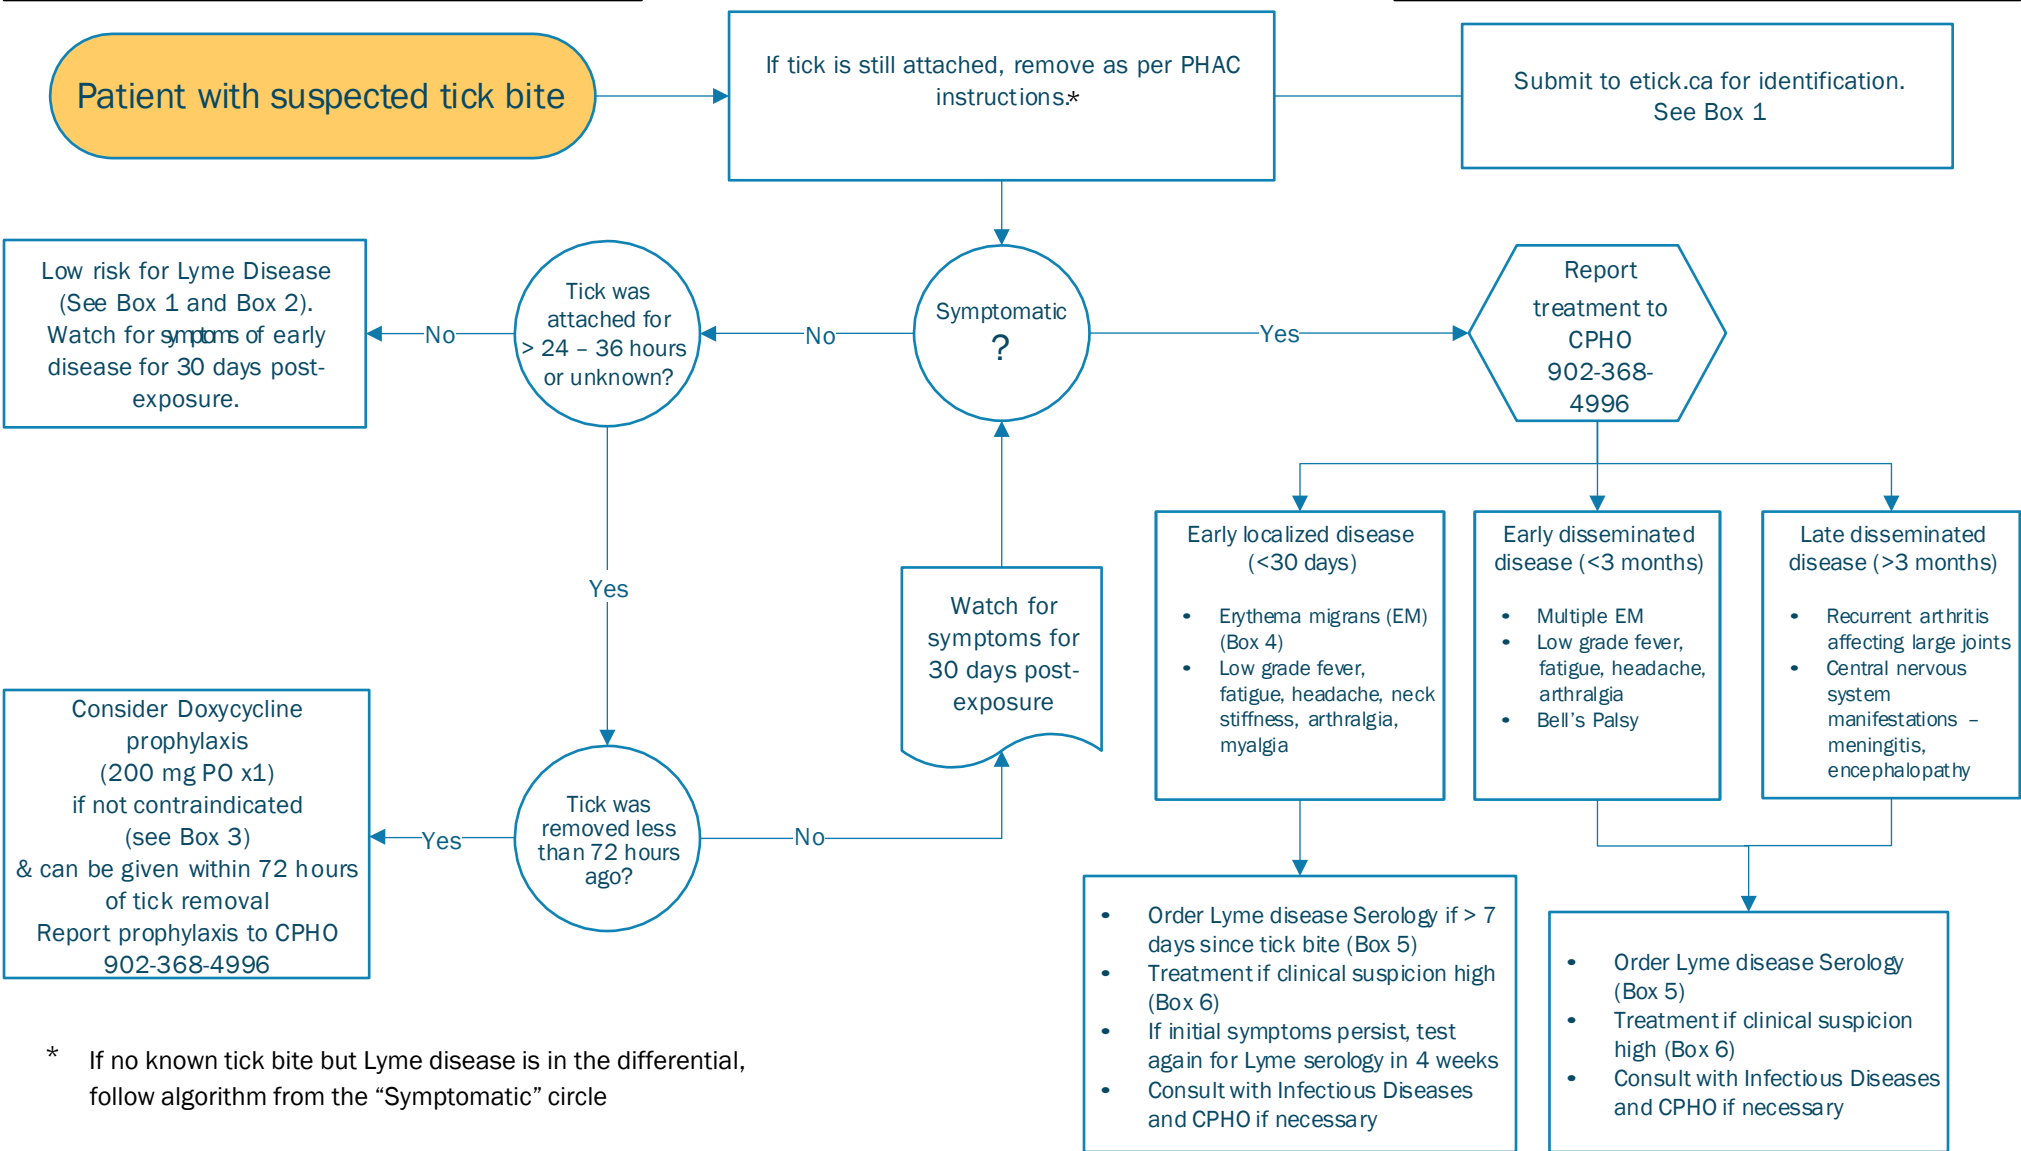 Patient with suspected tick bite
If tick is still attached, remove as per PHAC
instructions.*
Submit to etick.ca for identification.
See Box 1
Low risk for Lyme Disease
(See Box 1 and Box 2).
Watch for symptoms of early
disease for 30 days post-
exposure.
No
Tick was
attached for
> 24 – 36 hours
or unknown?
No
Symptomatic
?
Yes
Report
treatment to
CPHO
902-368-
4996
Yes
Watch for
symptoms for
30 days post-
exposure
Early localized disease
(<30 days)
• Erythema migrans (EM)
(Box 4)
• Low grade fever,
fatigue, headache, neck
stiffness, arthralgia,
myalgia
Early disseminated
disease (<3 months)
• Multiple EM
• Low grade fever,
fatigue, headache,
arthralgia
• Bell's Palsy
Late disseminated
disease (>3 months)
• Recurrent arthritis
affecting large joints
• Central nervous
system
manifestations –
meningitis,
encephalopathy
Consider Doxycycline
prophylaxis
(200 mg PO x1)
if not contraindicated
(see Box 3)
& can be given within 72 hours
of tick removal
Report prophylaxis to CPHO
902-368-4996
Yes
Tick was
removed less
than 72 hours
ago?
No
• Order Lyme disease Serology if > 7
days since tick bite (Box 5)
• Treatment if clinical suspicion high
(Box 6)
• If initial symptoms persist, test
again for Lyme serology in 4 weeks
• Consult with Infectious Diseases
and CPHO if necessary
• Order Lyme disease Serology
(Box 5)
• Treatment if clinical suspicion
high (Box 6)
• Consult with Infectious Diseases
and CPHO if necessary
* If no known tick bite but Lyme disease is in the differential,
follow algorithm from the “Symptomatic” circle